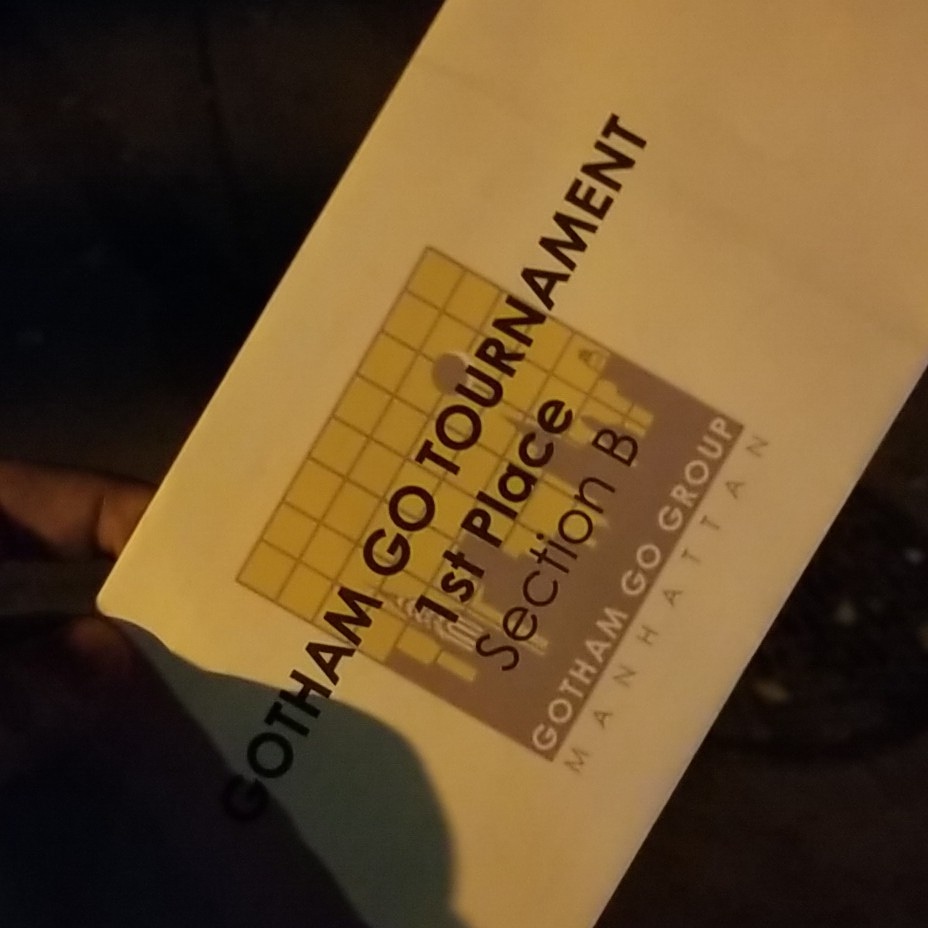 GOTHAM GO TOURNAMENT
1st Place
Section B
GOTHAM GO GROUP
MANHATTAN